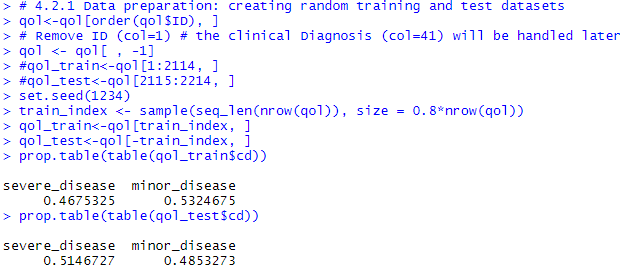 > # 4.2.1 Data preparation: creating random training and test datasets
> qol<-qol[order(qol$ID), ]
> # Remove ID (col=1) # the clinical Diagnosis (col=41) will be handled later
> qol <- qol[ , -1]
> #qol_train<-qol[1:2114, ]
> #qol_test<-qol[2115:2214, ]
> set.seed(1234)
> train_index <- sample(seq_len(nrow(qol)), size = 0.8*nrow(qol))
> qol_train<-qol[train_index, ]
> qol_test<-qol[-train_index, ]
> prop.table(table(qol_train$cd))
severe_disease minor_disease
0.4675325 0.5324675
> prop.table(table(qol_test$cd))
severe_disease minor_disease
0.5146727 0.4853273